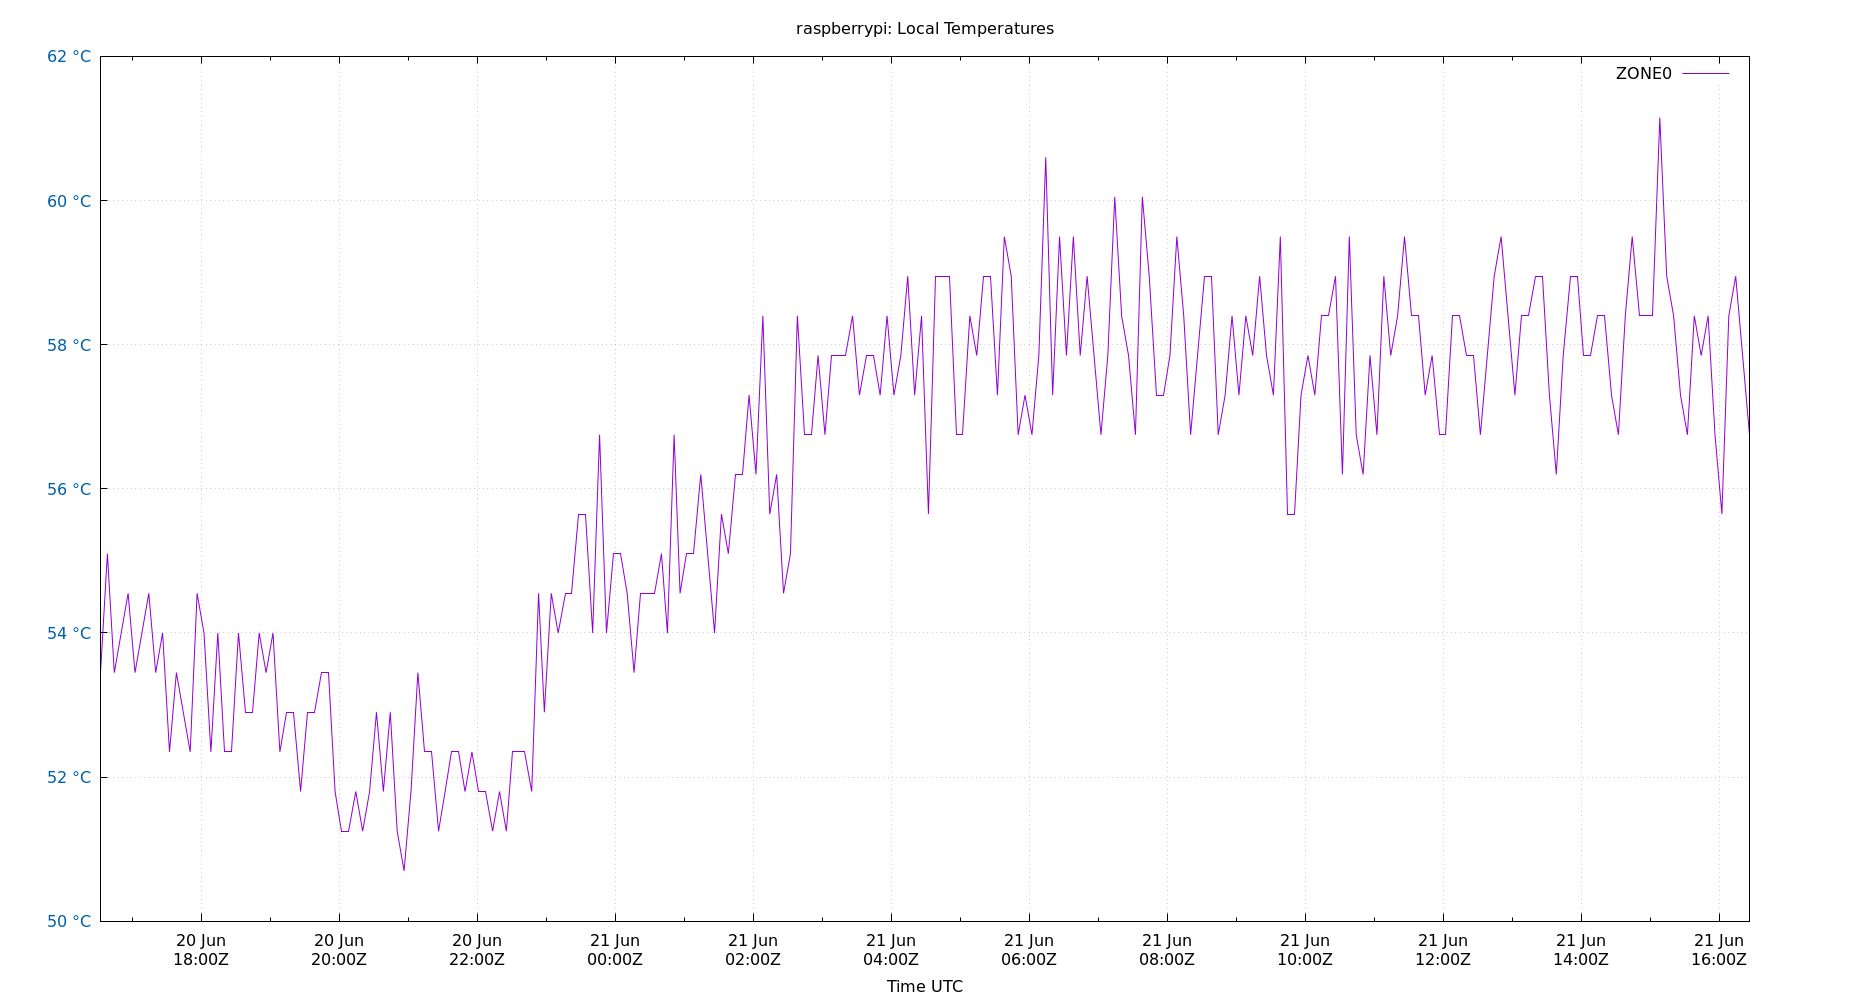 raspberrypi: Local Temperatures
62 °C
ZONE0
60 °C
58 °C
56 °C
54 °C
52 °C
50 °C
20 Jun 20 Jun 20 Jun 21 Jun 21 Jun 21 Jun 21 Jun 21 Jun 21 Jun 21 Jun 21 Jun 21 Jun
18:00Z 20:00Z 22:00Z 00:00Z 02:00Z 04:00Z 06:00Z 08:00Z 10:00Z 12:00Z 14:00Z 16:00Z
Time UTC